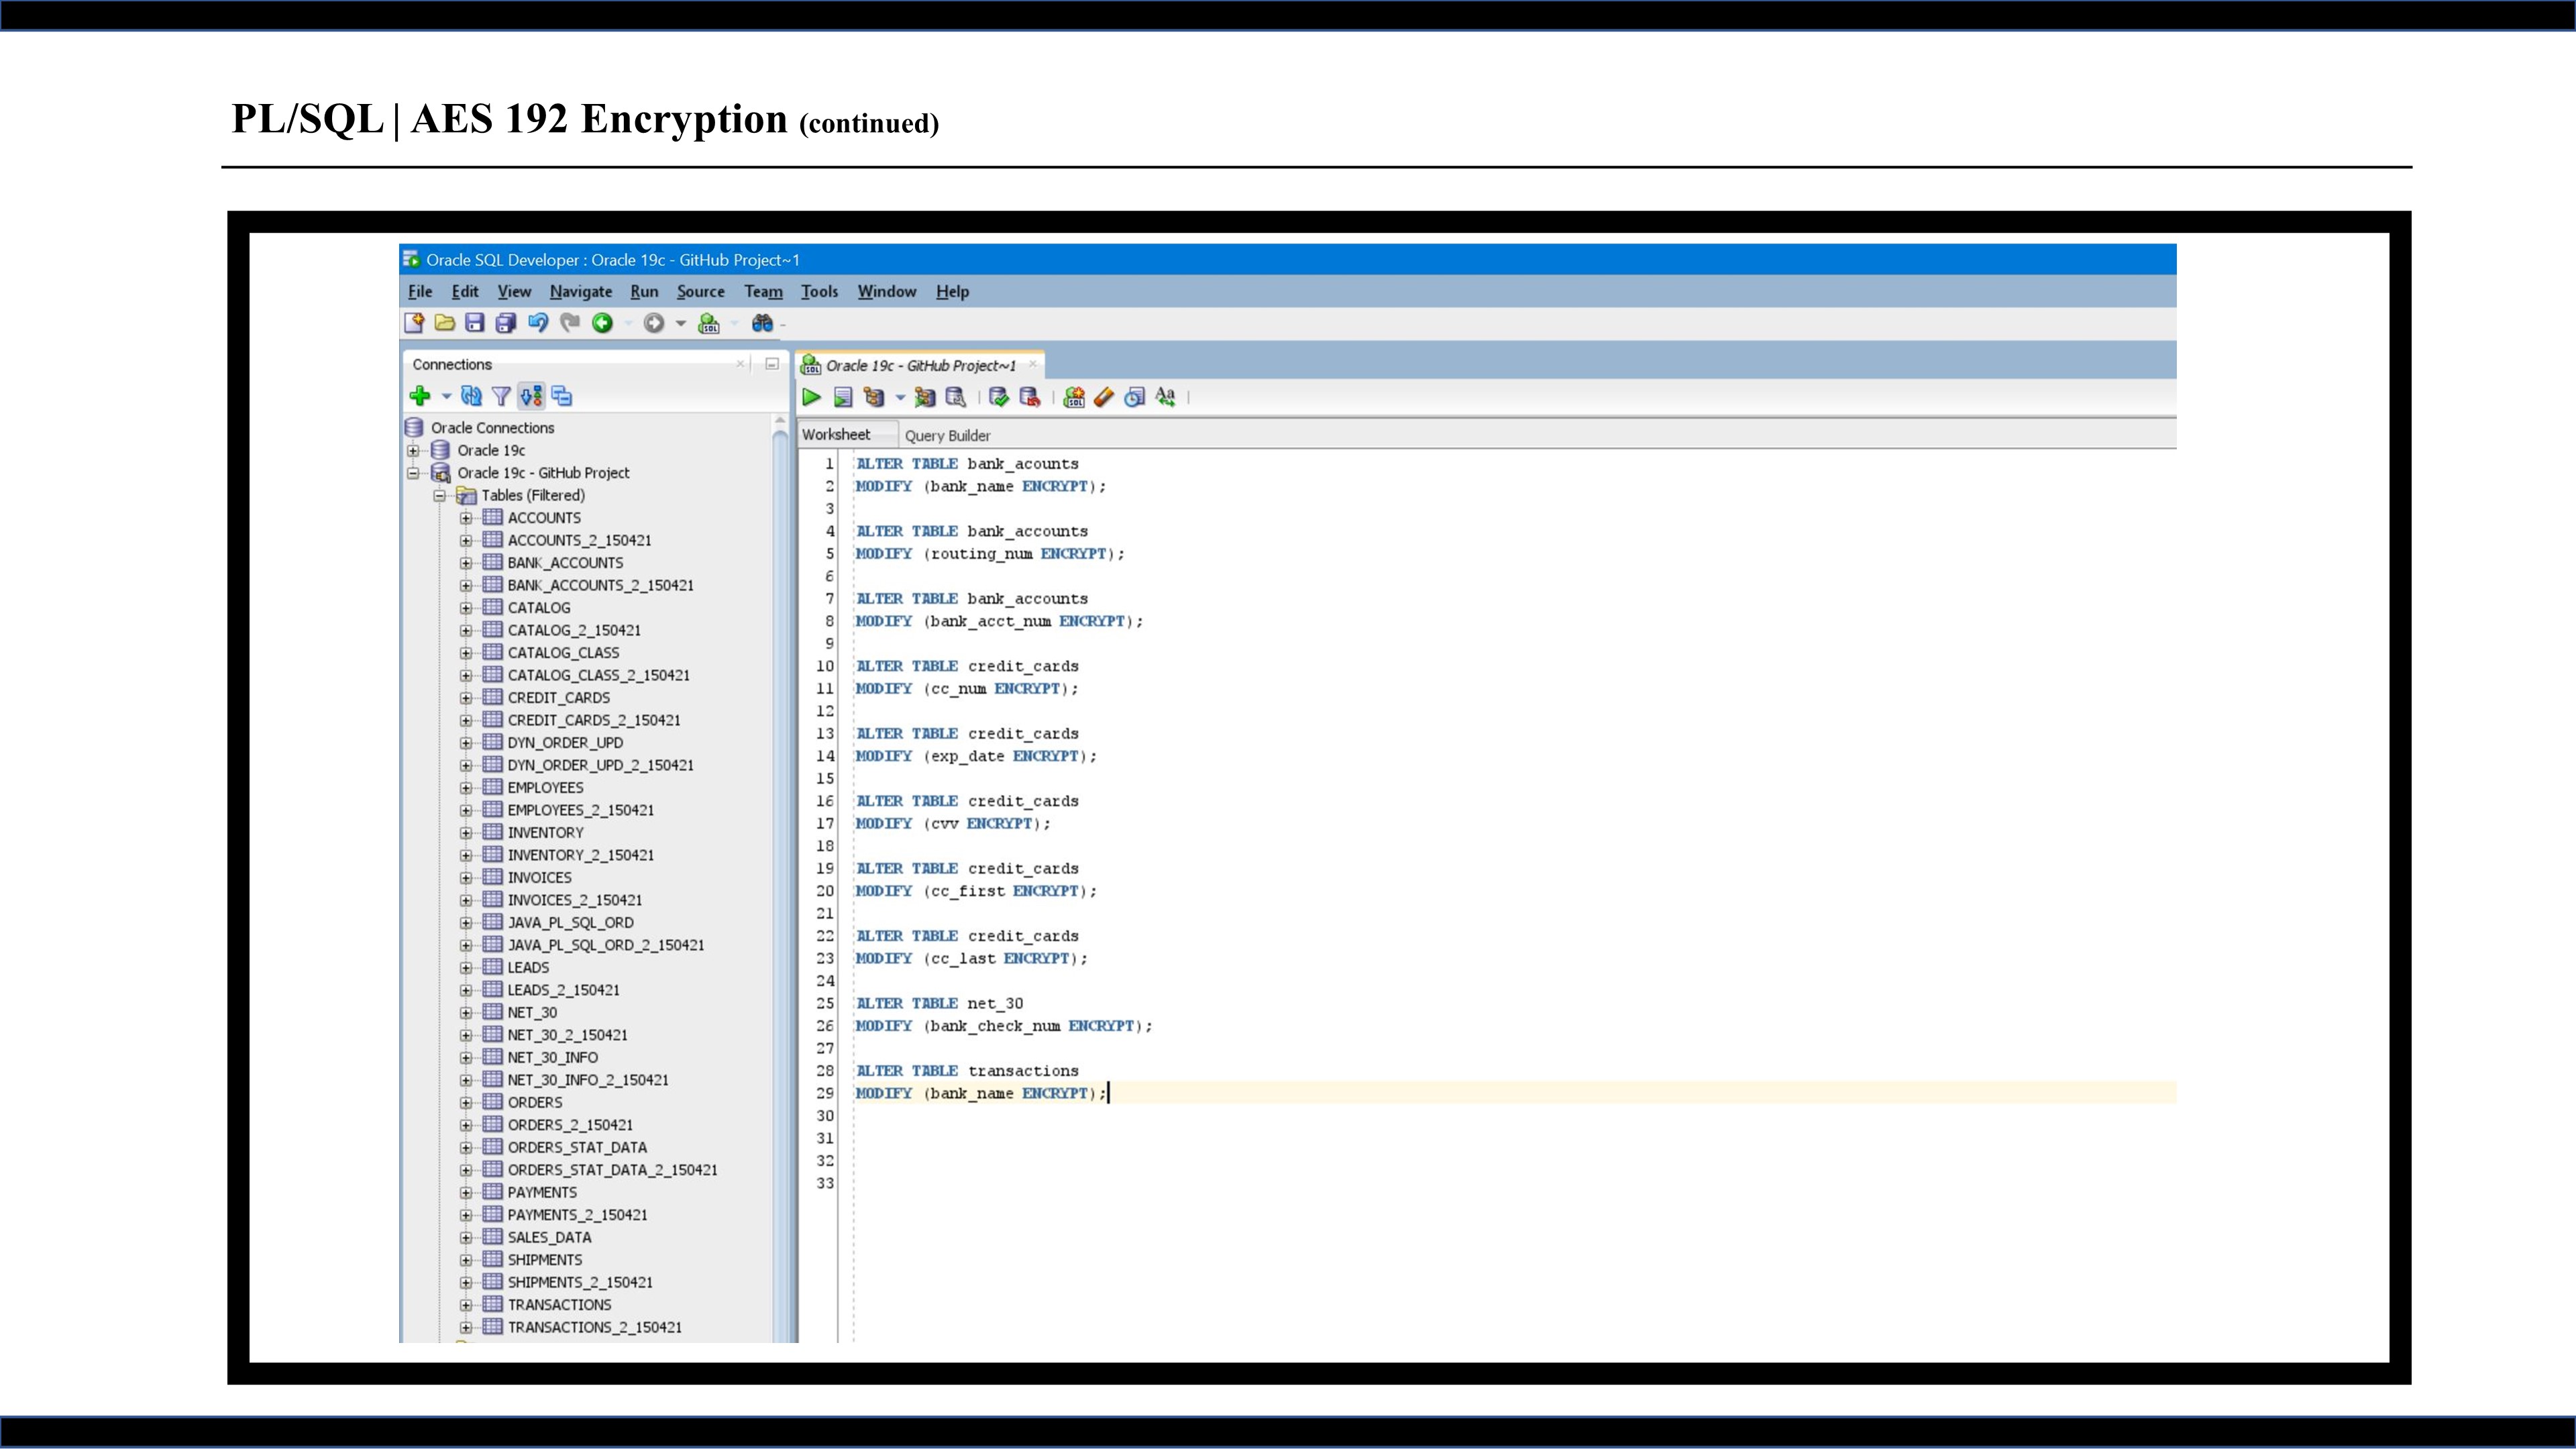 PL/SQL | AES 192 Encryption (continued)
Oracle SQL Developer : Oracle 19c - GitHub Project~1
File Edit View Navigate Run Source Team Tools Window Help
Connections
Oracle 19c - GitHub Project~1
Worksheet Query Builder
Oracle Connections
Oracle 19c
Oracle 19c - GitHub Project
Tables (Filtered)
ACCOUNTS
ACCOUNTS_2_150421
BANK_ACCOUNTS
BANK_ACCOUNTS_2_150421
CATALOG
CATALOG_2_150421
CATALOG_CLASS
CATALOG_CLASS_2_150421
CREDIT_CARDS
CREDIT_CARDS_2_150421
DYN_ORDER_UPD
DYN_ORDER_UPD_2_150421
EMPLOYEES
EMPLOYEES_2_150421
INVENTORY
INVENTORY_2_150421
INVOICES
INVOICES_2_150421
JAVA_PL_SQL_ORD
JAVA_PL_SQL_ORD_2_150421
LEADS
LEADS_2_150421
NET_30
NET_30_2_150421
NET_30_INFO
NET_30_INFO_2_150421
ORDERS
ORDERS_2_150421
ORDERS_STAT_DATA
ORDERS_STAT_DATA_2_150421
PAYMENTS
PAYMENTS_2_150421
SALES_DATA
SHIPMENTS
SHIPMENTS_2_150421
TRANSACTIONS
TRANSACTIONS_2_150421
1 ALTER TABLE bank_acounts
2 MODIFY (bank_name ENCRYPT);
3
4 ALTER TABLE bank_accounts
5 MODIFY (routing_num ENCRYPT);
6
7 ALTER TABLE bank_accounts
8 MODIFY (bank_acct_num ENCRYPT);
9
10 ALTER TABLE credit_cards
11 MODIFY (cc_num ENCRYPT);
12
13 ALTER TABLE credit_cards
14 MODIFY (exp_date ENCRYPT);
15
16 ALTER TABLE credit_cards
17 MODIFY (cvv ENCRYPT);
18
19 ALTER TABLE credit_cards
20 MODIFY (cc_first ENCRYPT);
21
22 ALTER TABLE credit_cards
23 MODIFY (cc_last ENCRYPT);
24
25 ALTER TABLE net_30
26 MODIFY (bank_check_num ENCRYPT);
27
28 ALTER TABLE transactions
29 MODIFY (bank_name ENCRYPT);
30
31
32
33